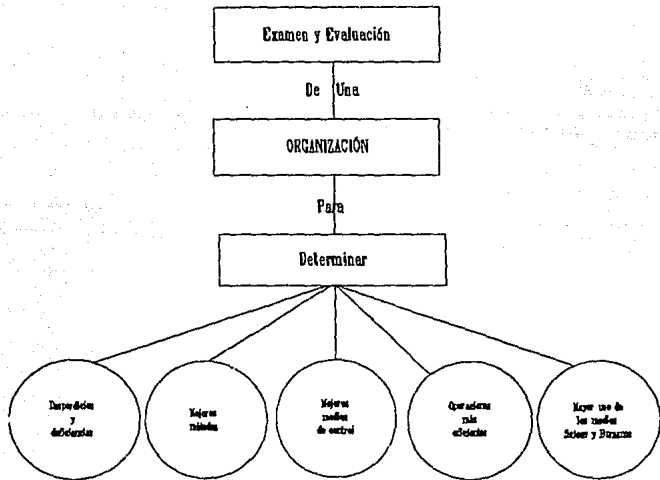 Examen y Evaluación
De Una
ORGANIZACIÓN
Para
Determinar
Desperdicios
y
deficiencias
Mejores
métodos
Mejores
medios
de control
Operaciones
más
eficientes
Mayor uso de
los medios
y Humanos